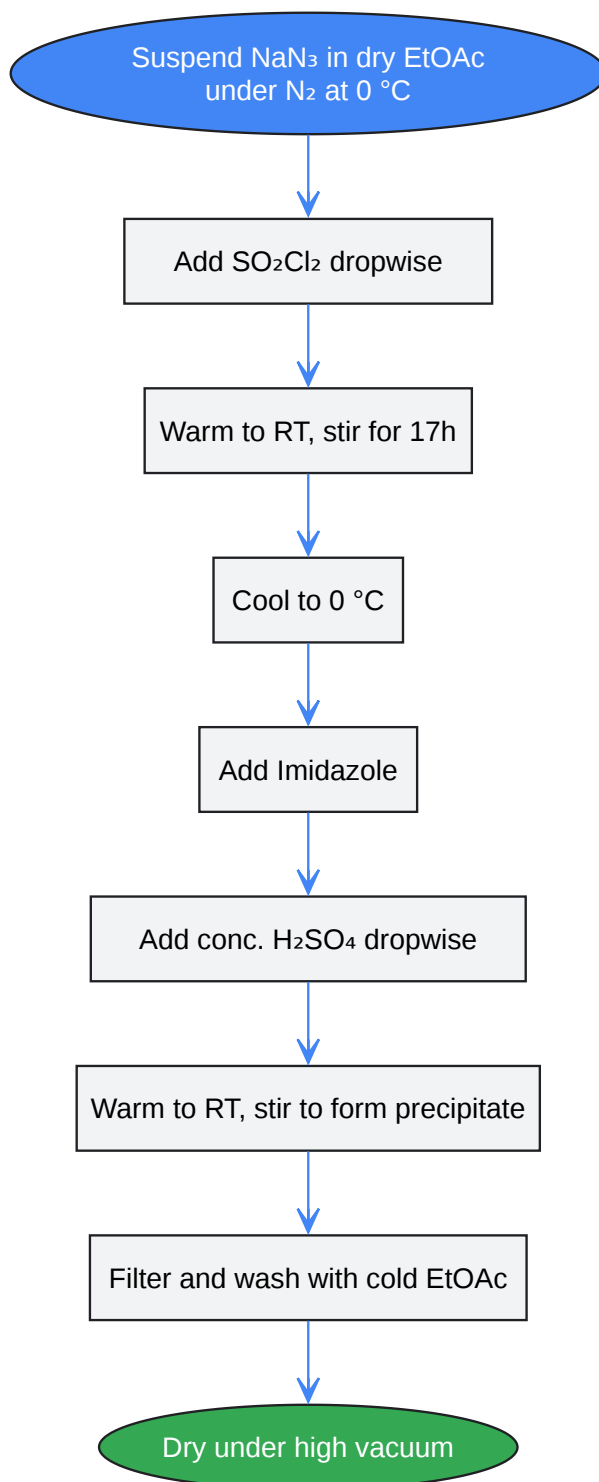 Suspend NaN₃ in dry EtOAc
under N₂ at 0 °C
Add SO₂Cl₂ dropwise
Warm to RT, stir for 17h
Cool to 0 °C
Add Imidazole
Add conc. H₂SO₄ dropwise
Warm to RT, stir to form precipitate
Filter and wash with cold EtOAc
Dry under high vacuum